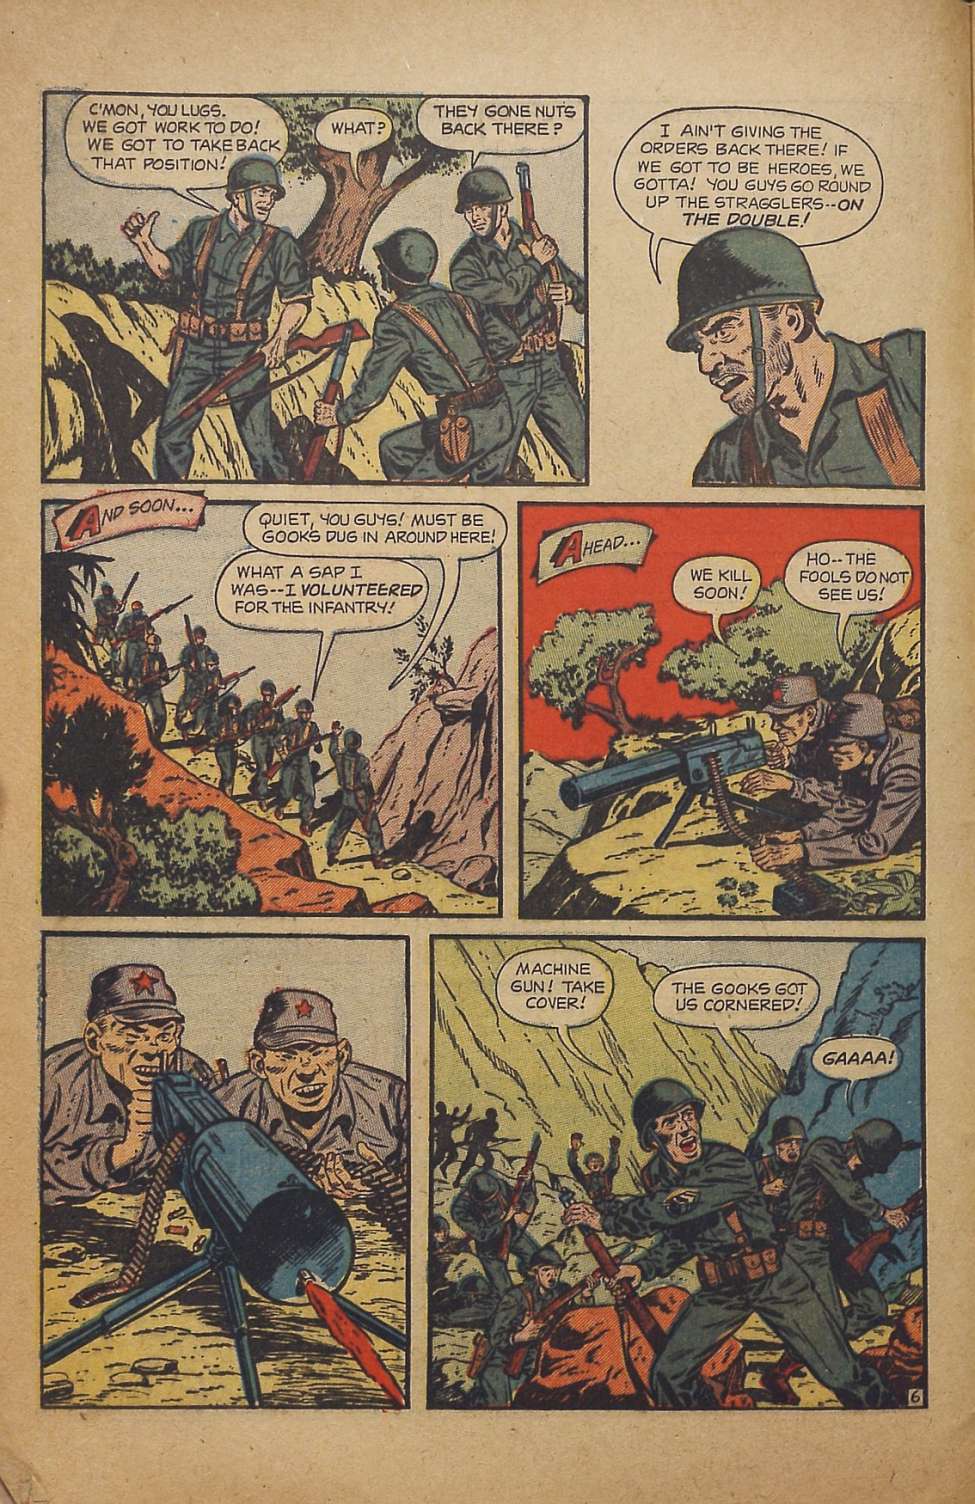 C'MON, YOU LUGS.
WE GOT WORK TO DO!
WE GOT TO TAKE BACK
THAT POSITION!
WHAT?
THEY GONE NUTS
BACK THERE?
I AIN'T GIVING THE
ORDERS BACK THERE! IF
WE GOT TO BE HEROES, WE
GOTTA! YOU GUYS GO ROUND
UP THE STRAGGLERS--ON
THE DOUBLE!
AND SOON...
QUIET, YOU GUYS! MUST BE
GOOKS DUG IN AROUND HERE!
WHAT A SAP I
WAS--I VOLUNTEERED
FOR THE INFANTRY!
AHEAD...
WE KILL
SOON!
HO--THE
FOOLS DO NOT
SEE US!
MACHINE
GUN! TAKE
COVER!
THE GOOKS GOT
US CORNERED!
GAAAA!
6